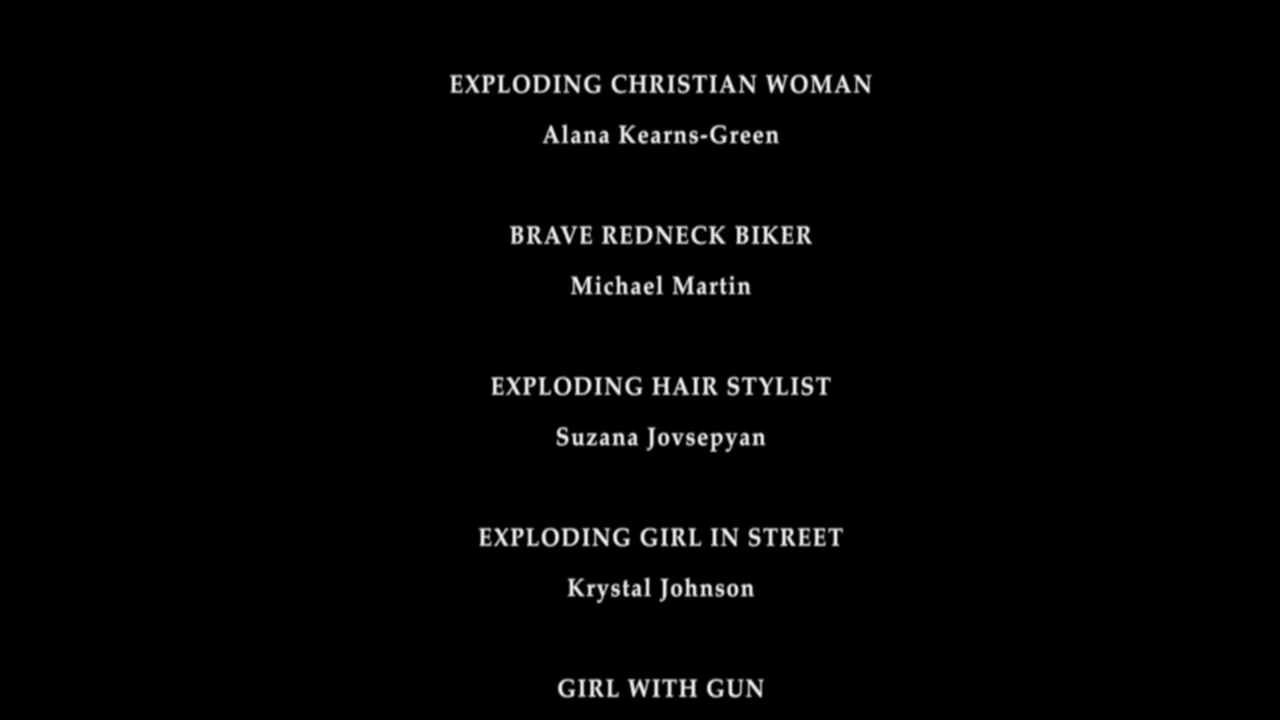 EXPLODING CHRISTIAN WOMAN
Alana Kearns-Green
BRAVE REDNECK BIKER
Michael Martin
EXPLODING HAIR STYLIST
Suzana Jovsepyan
EXPLODING GIRL IN STREET
Krystal Johnson
GIRL WITH GUN